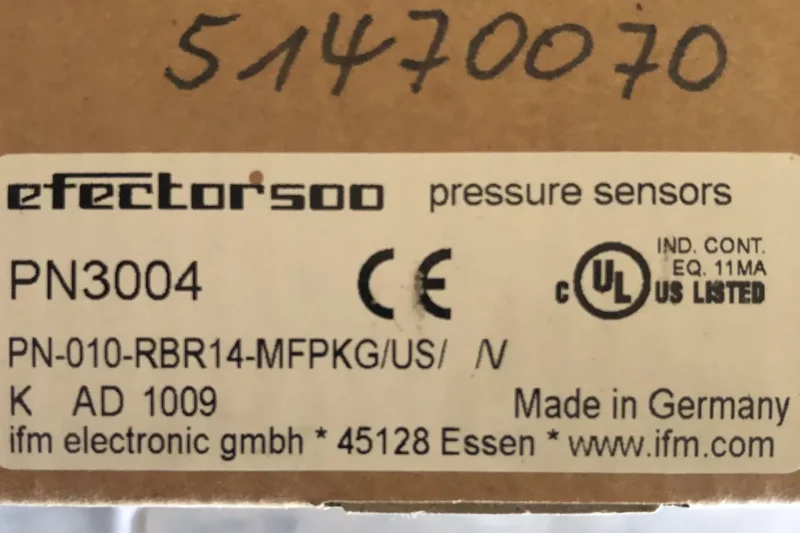 51470070
efector500 pressure sensors
PN3004 CE C UL US LISTED IND. CONT. EQ. 11MA
PN-010-RBR14-MFPKG/US/ /V
K AD 1009 Made in Germany
ifm electronic gmbh * 45128 Essen * www.ifm.com